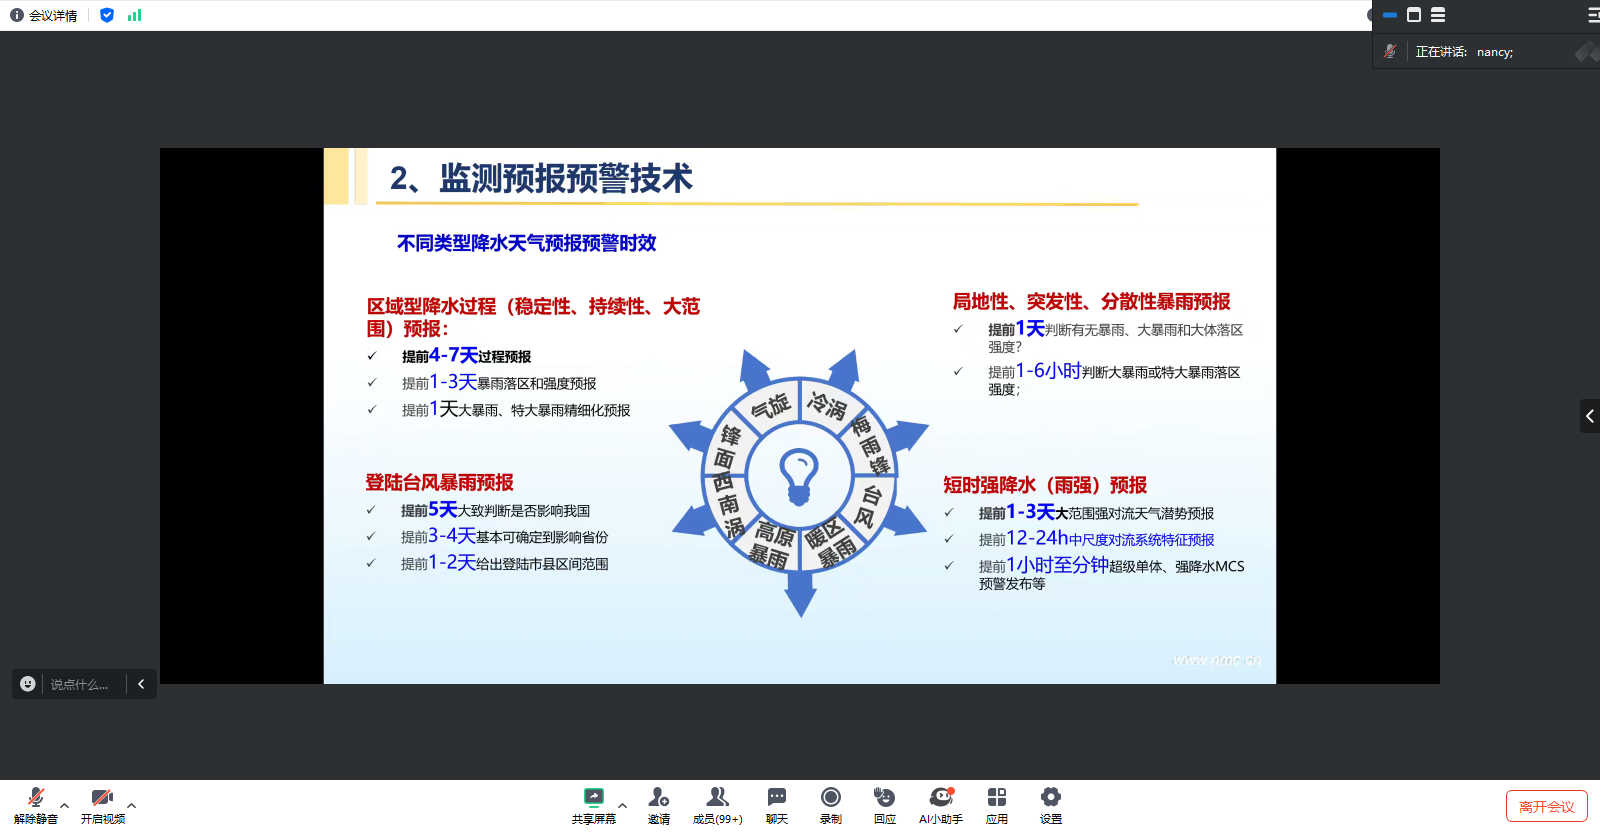 会议详情
正在讲话: nancy;
2、监测预报预警技术
不同类型降水天气预报预警时效
区域型降水过程（稳定性、持续性、大范
围）预报：
✓ 提前4-7天过程预报
✓ 提前1-3天暴雨落区和强度预报
✓ 提前1天大暴雨、特大暴雨精细化预报
登陆台风暴雨预报
✓ 提前5天大致判断是否影响我国
✓ 提前3-4天基本可确定到影响省份
✓ 提前1-2天给出登陆市县区间范围
气旋
冷涡
梅雨锋
台风
暖区
暴雨
高原
暴雨
西南涡
锋面
局地性、突发性、分散性暴雨预报
✓ 提前1天判断有无暴雨、大暴雨和大体落区
强度?
✓ 提前1-6小时判断大暴雨或特大暴雨落区
强度;
短时强降水（雨强）预报
✓ 提前1-3天大范围强对流天气潜势预报
✓ 提前12-24h中尺度对流系统特征预报
✓ 提前1小时至分钟超级单体、强降水MCS
预警发布等
www.nmc.cn
说点什么...
解除静音
开启视频
共享屏幕
邀请
成员(99+)
聊天
录制
回应
AI小助手
应用
设置
离开会议